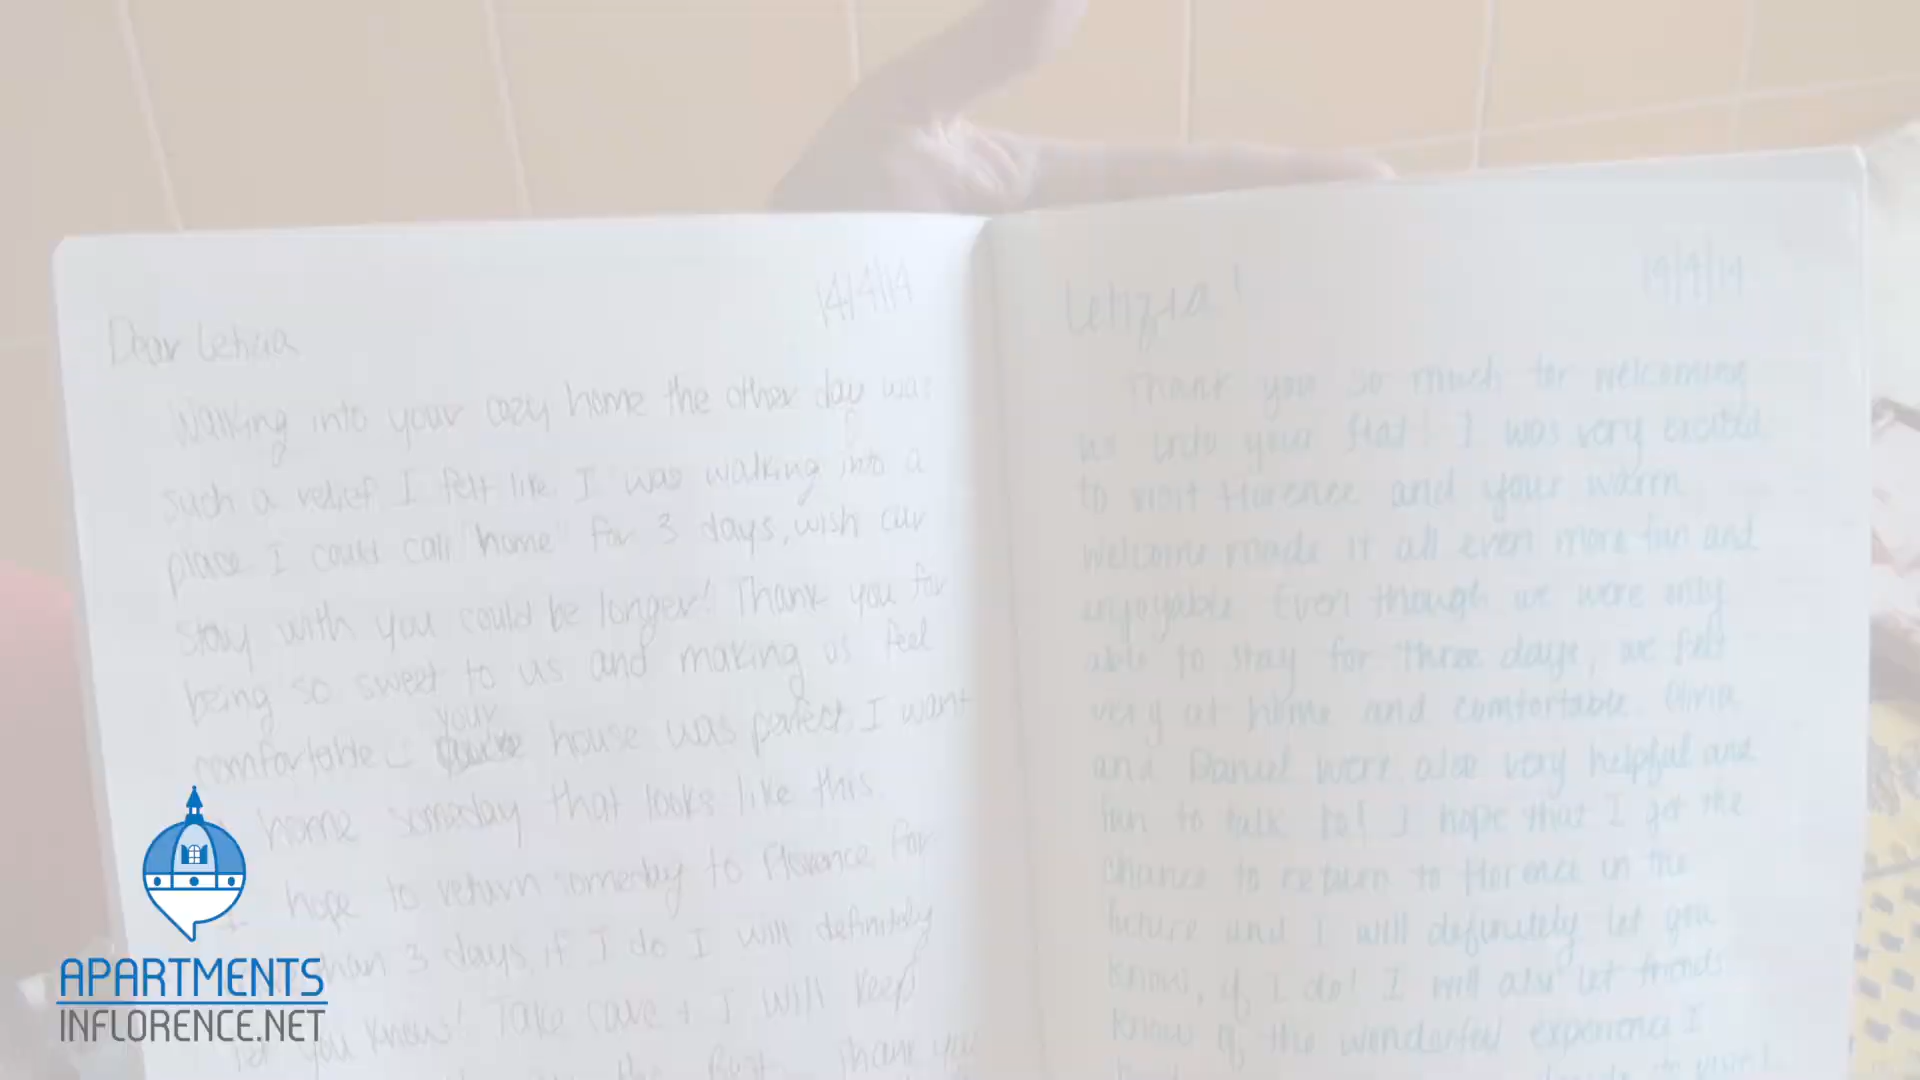 14/4/14
Dear Letizia
Walking into your cozy home the other day was
such a relief I felt like I was walking into a
place I could call "home" for 3 days, wish our
stay with you could be longer! Thank you for
being so sweet to us and making us feel
comfortable your house was perfect. I want
home someday that looks like this
I hope to return someday to Florence for
than 3 days, if I do I will definitely
let you know! Take care + I will keep
the Best Thank you
14/4/14
Letizia!
Thank you so much for welcoming
us into your flat! I was very excited
to visit Florence and your warm
welcome made it all even more fun and
enjoyable. Even though we were only
able to stay for three days, we felt
very at home and comfortable. Olivia
and Daniel were also very helpful and
fun to talk to! I hope that I get the
chance to return to Florence in the
future and I will definitely let you
know, if I do! I will also let friends
know of the wonderful experience I
APARTMENTS
INFLORENCE.NET